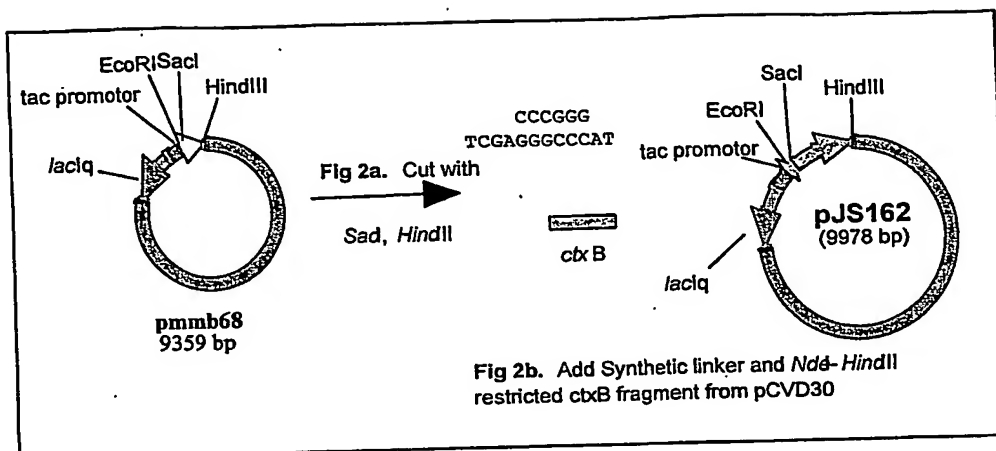 EcoRI SacI
HindIII
tac promotor
lacIq
pmmb68
9359 bp
Fig 2a. Cut with
Sad, HindII
CCCGGG
TCGAGGGCCCAT
ctx B
SacI
HindIII
EcoRI
tac promotor
pJS162
(9978 bp)
lacIq
Fig 2b. Add Synthetic linker and Nde-HindII
restricted ctxB fragment from pCVD30